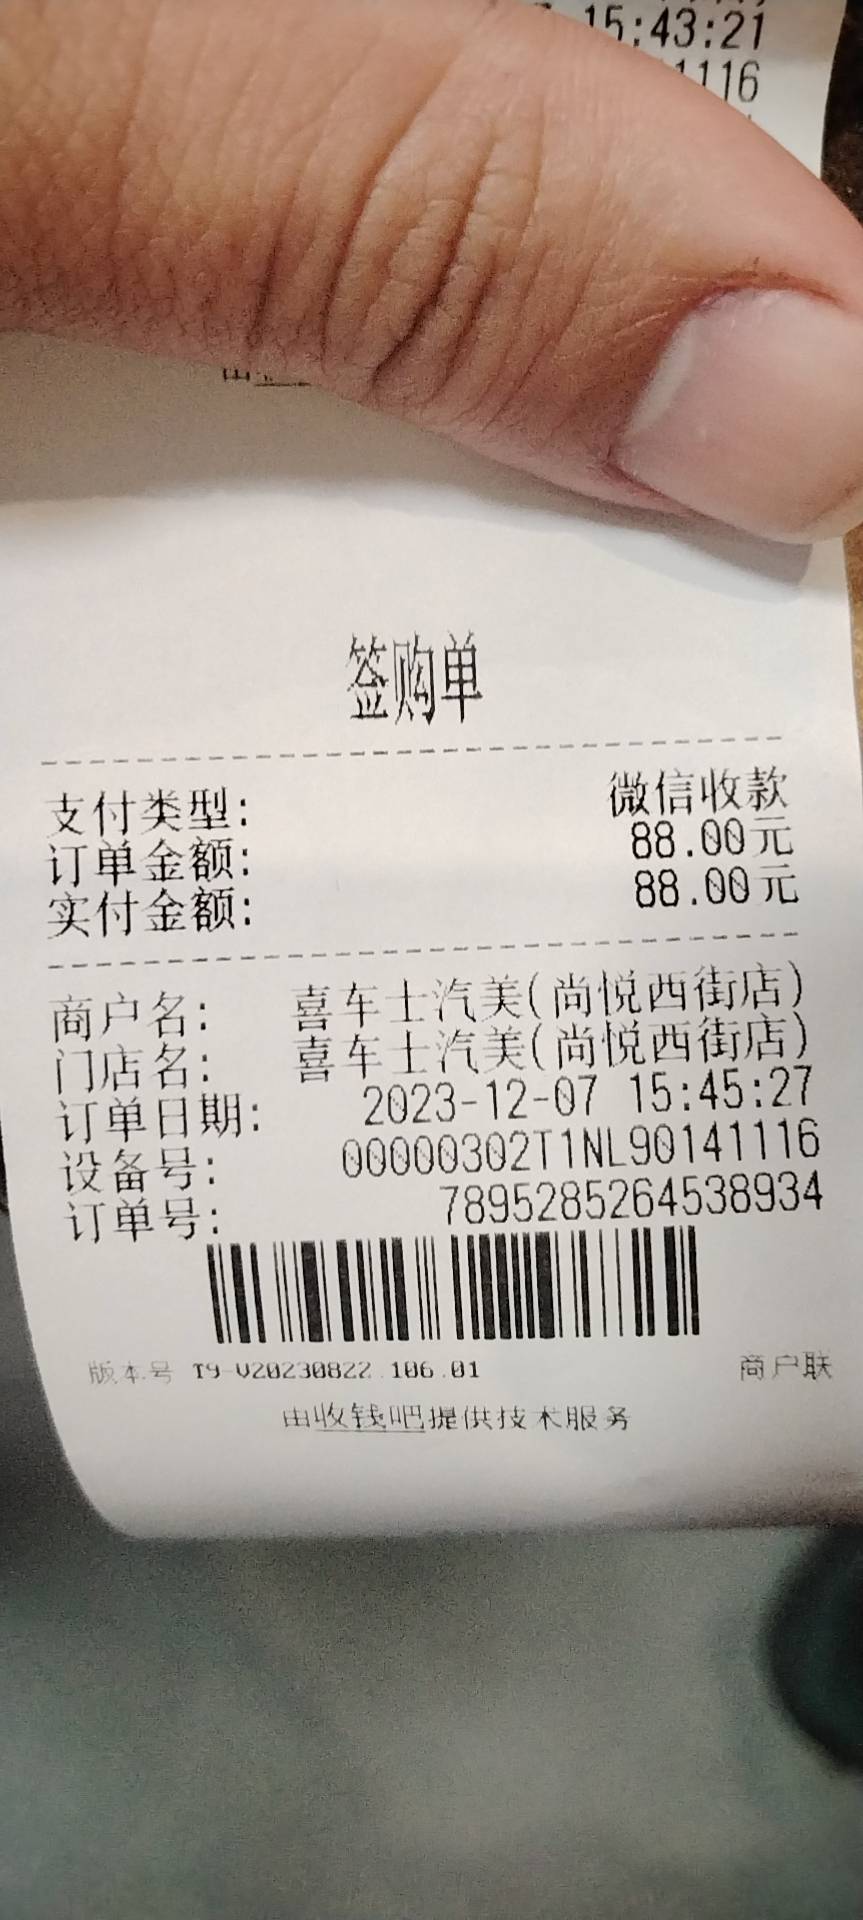 15:43:21
1116
签购单
支付类型: 微信收款
订单金额: 88.00元
实付金额: 88.00元
商户名: 喜车士汽美(尚悦西街店)
门店名: 喜车士汽美(尚悦西街店)
订单日期: 2023-12-07 15:45:27
设备号: 00000302T1NL90141116
订单号: 7895285264538934
版本号 T9-V20230822.106.01 商户联
由收钱吧提供技术服务